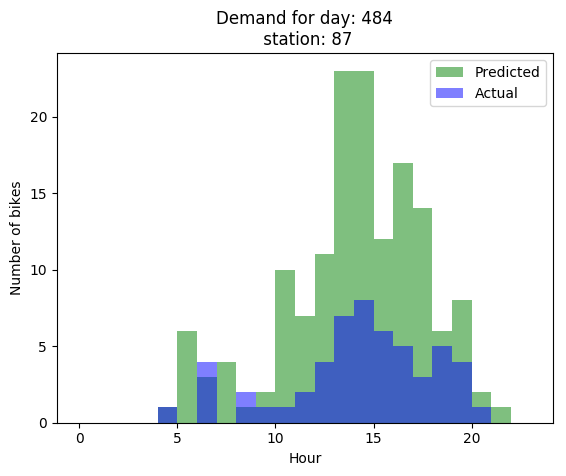 Demand for day: 484
station: 87
Predicted
Actual
Number of bikes
20
15
10
5
0
0
5
10
15
20
Hour